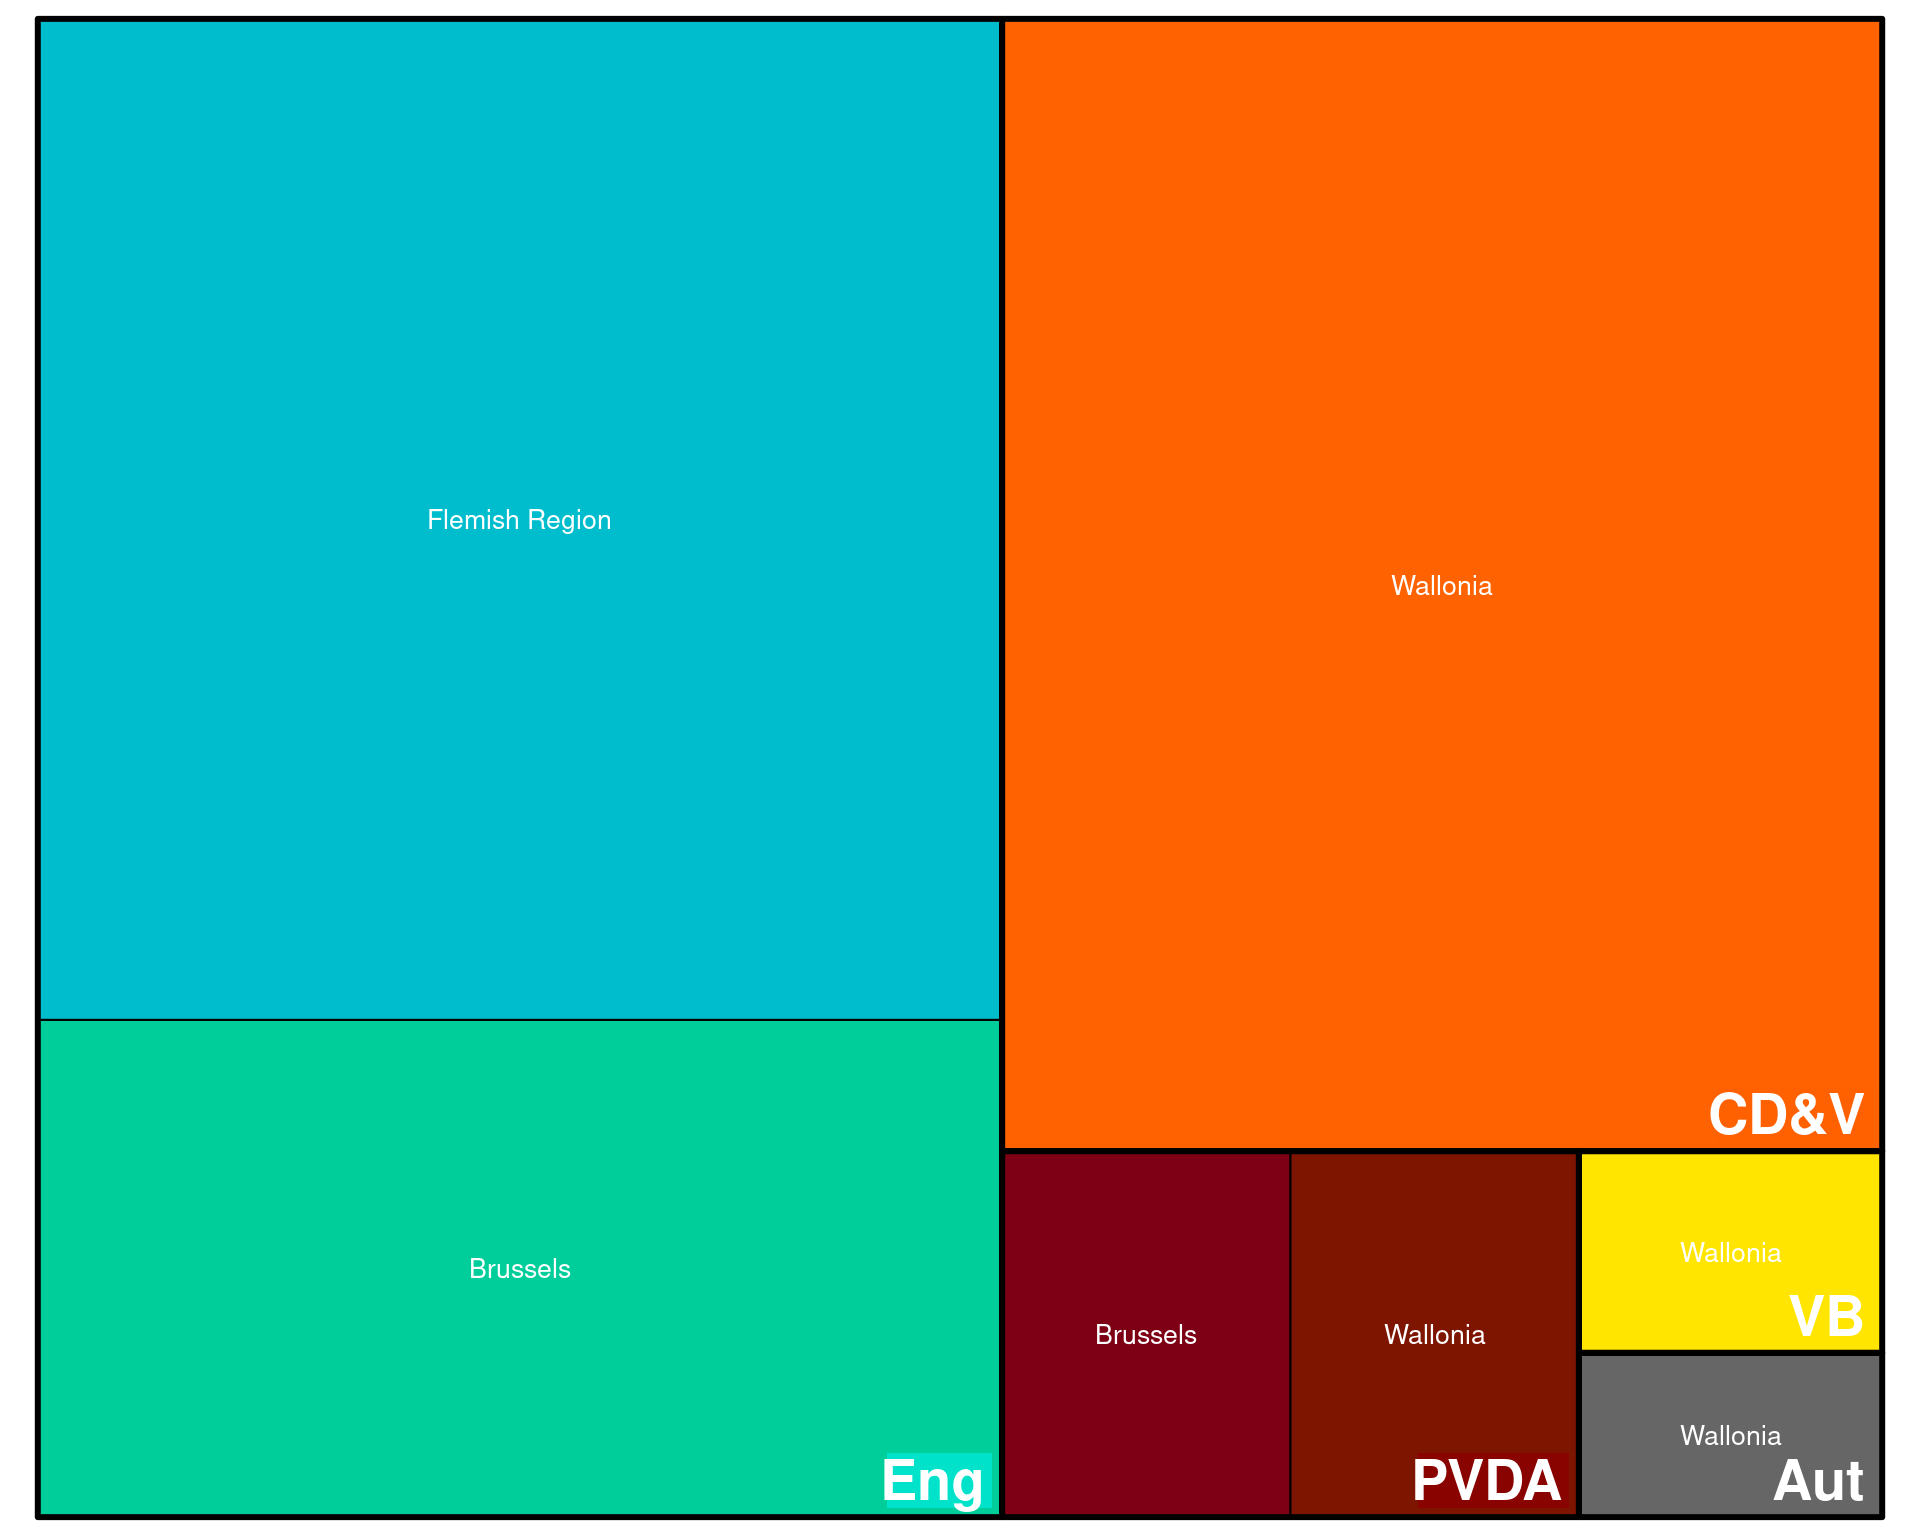 Flemish Region
Wallonia
CD&V
Brussels
Eng
Brussels
Wallonia
PVDA
Wallonia
VB
Wallonia
Aut